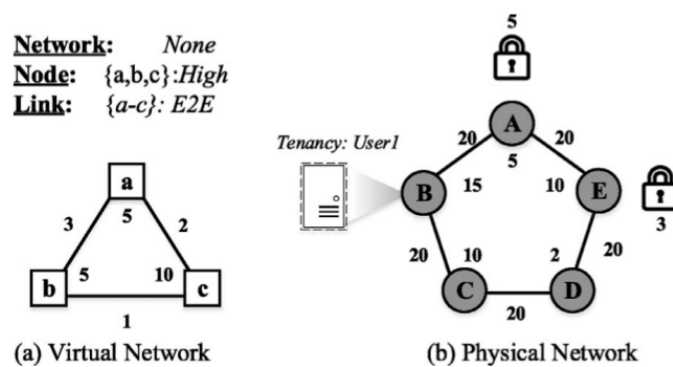 Network: None
Node: {a,b,c}:High
Link: {a-c}: E2E
a
5
3
2
5
10
b
c
1
(a) Virtual Network
5
Tenancy: User1
A
20
20
5
B
15
10
E
3
20
10
2
20
C
D
20
(b) Physical Network